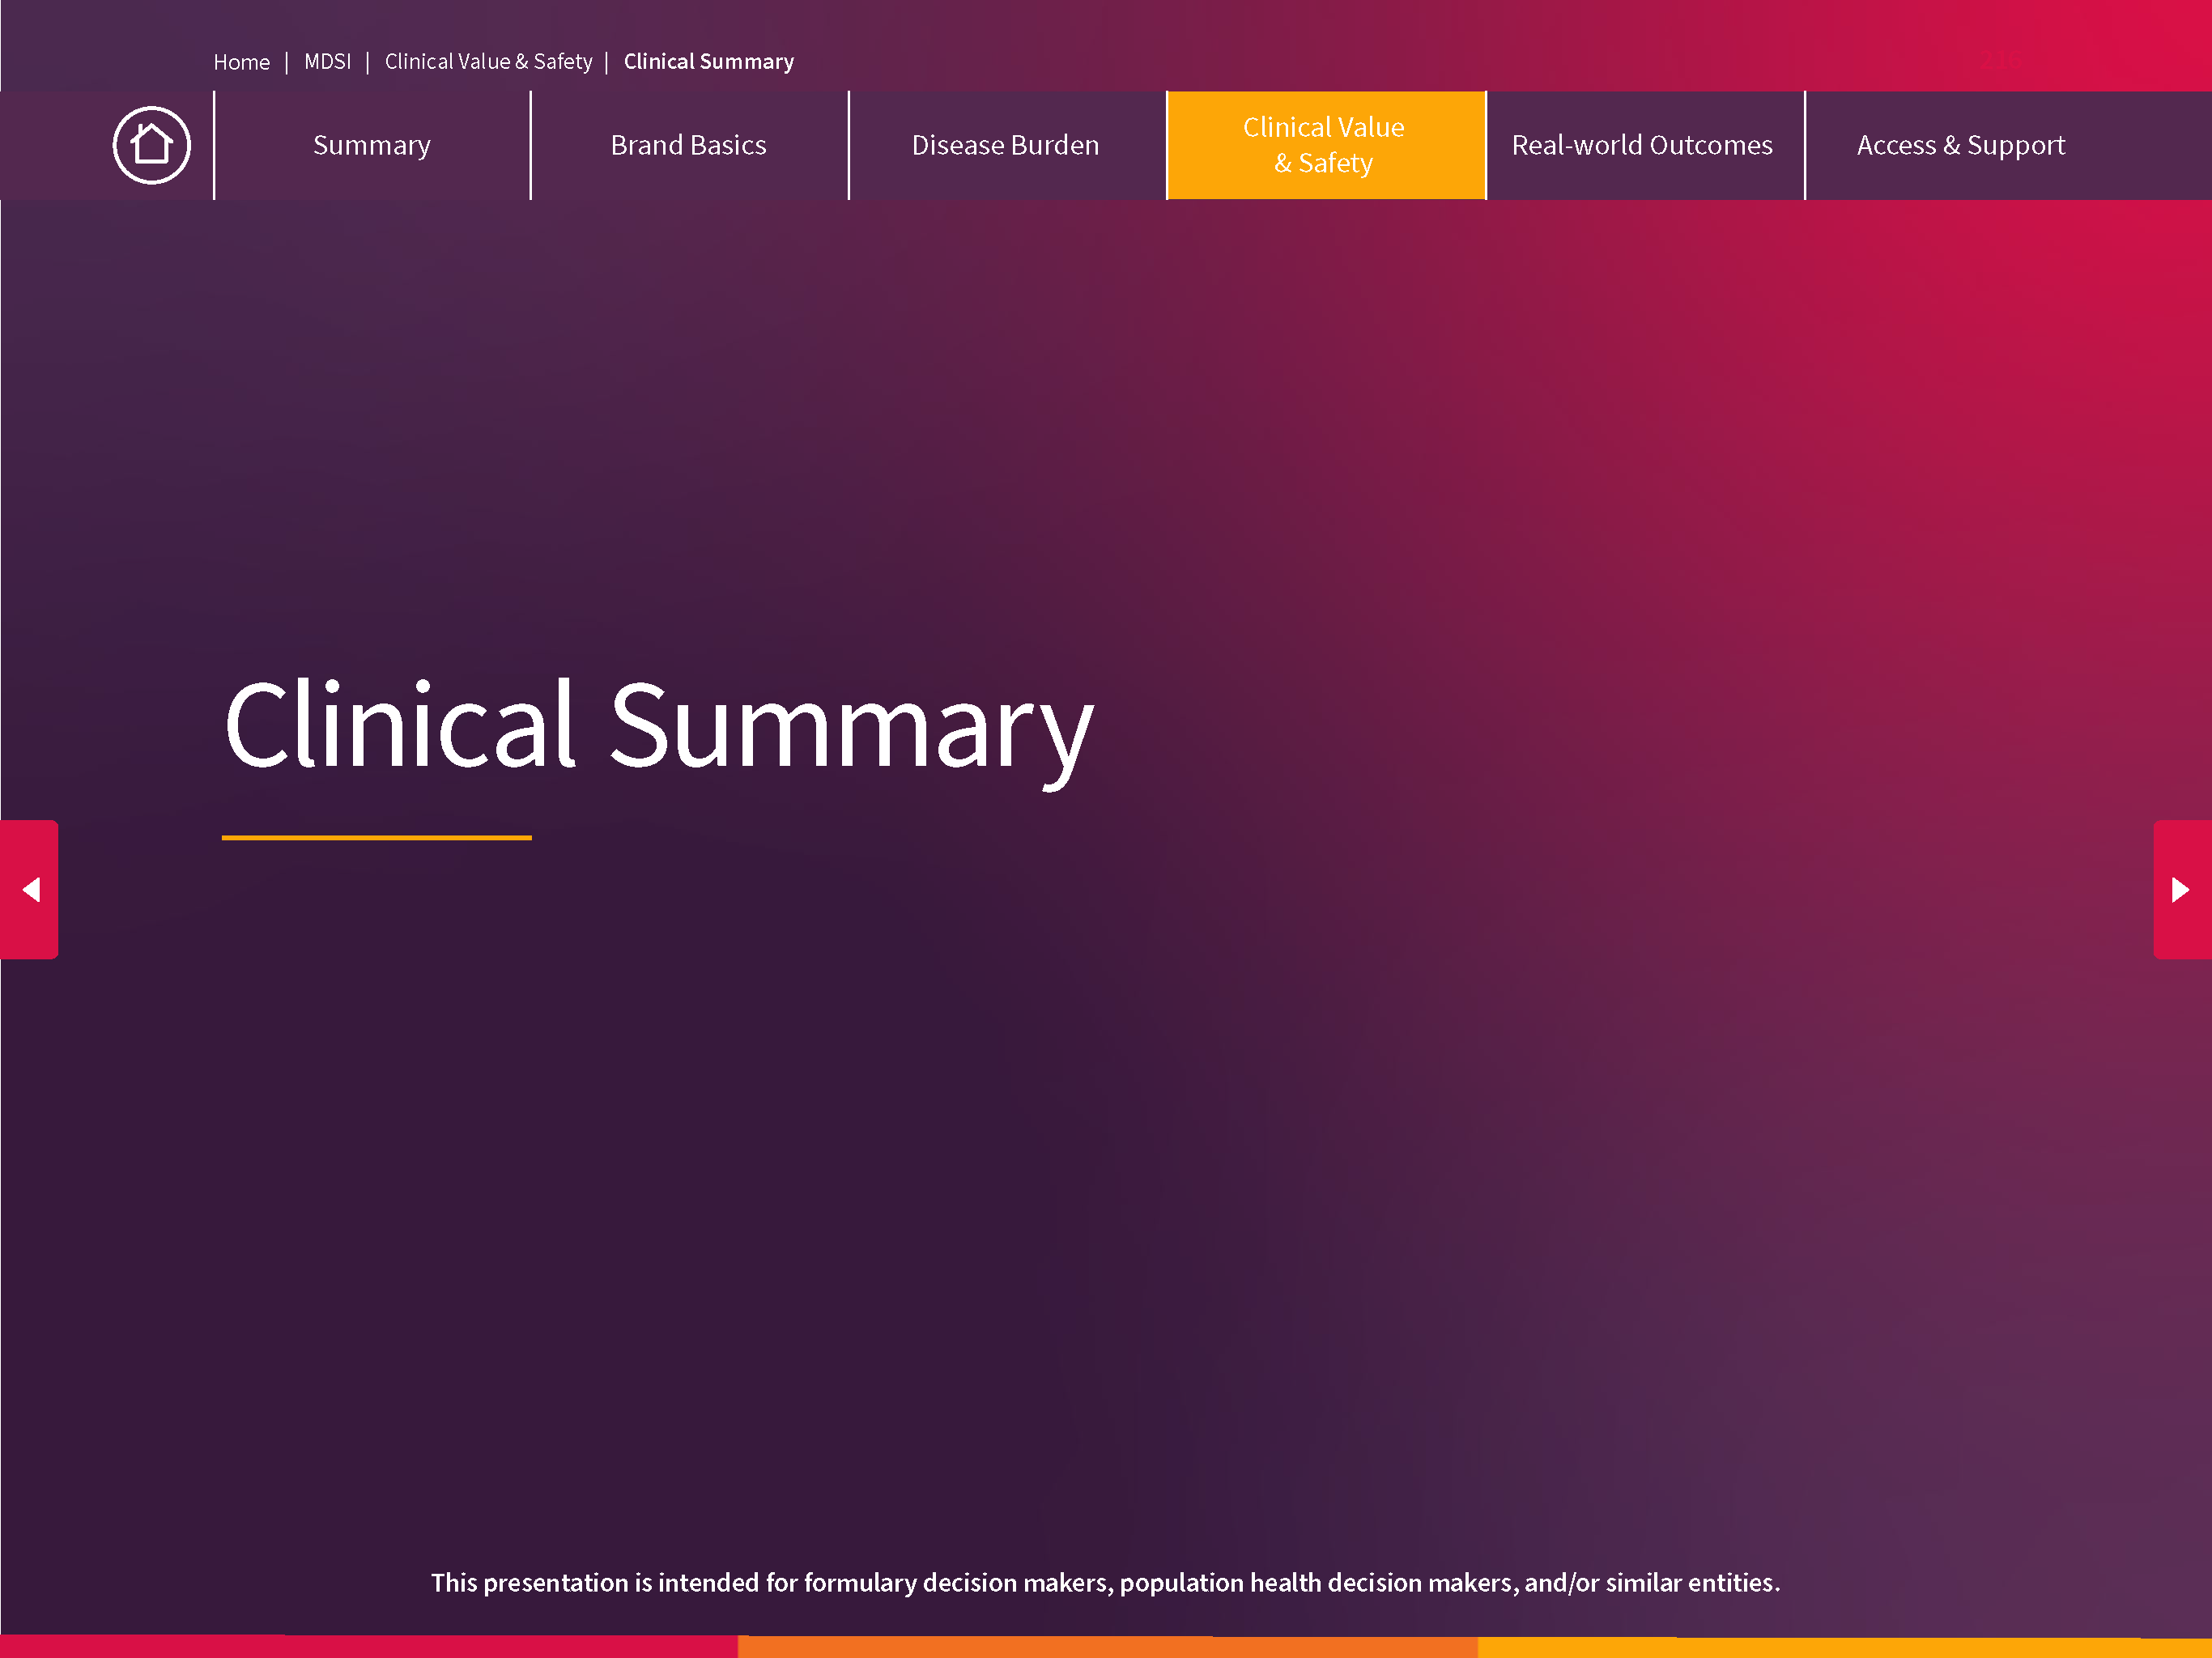 Home | MDSI | Clinical Value & Safety | Clinical Summary
Summary
Brand Basics
Disease Burden
Clinical Value
& Safety
Real-world Outcomes
Access & Support
Clinical Summary
This presentation is intended for formulary decision makers, population health decision makers, and/or similar entities.